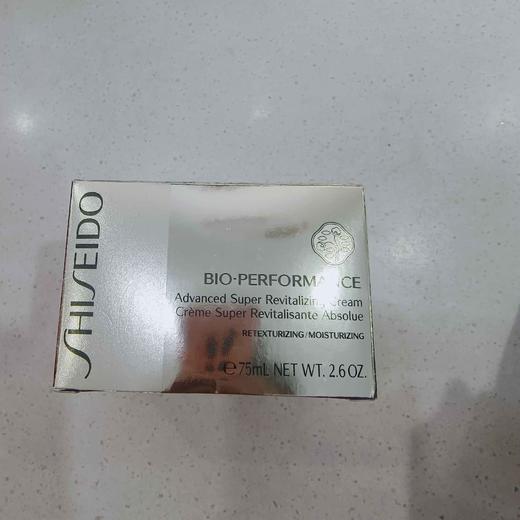 SHISEIDO
BIO-PERFORMANCE
Advanced Super Revitalizing Cream
Crème Super Revitalisante Absolue
RETEXTURIZING/MOISTURIZING
℮75mL NET WT. 2.6 OZ.